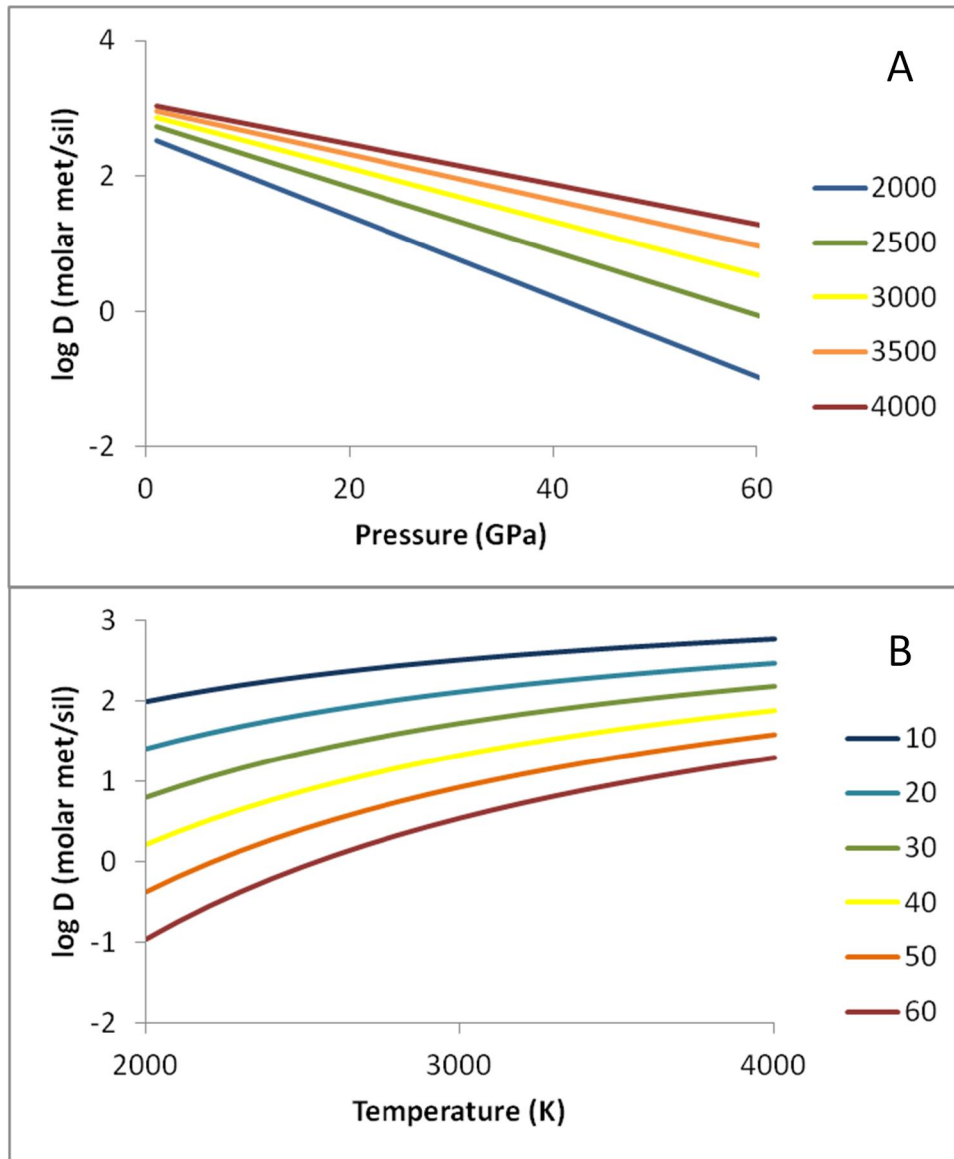 A
4
2
0
-2
log D (molar met/sil)
0 20 40 60
Pressure (GPa)
2000
2500
3000
3500
4000
B
3
2
1
0
-1
-2
log D (molar met/sil)
2000 3000 4000
Temperature (K)
10
20
30
40
50
60